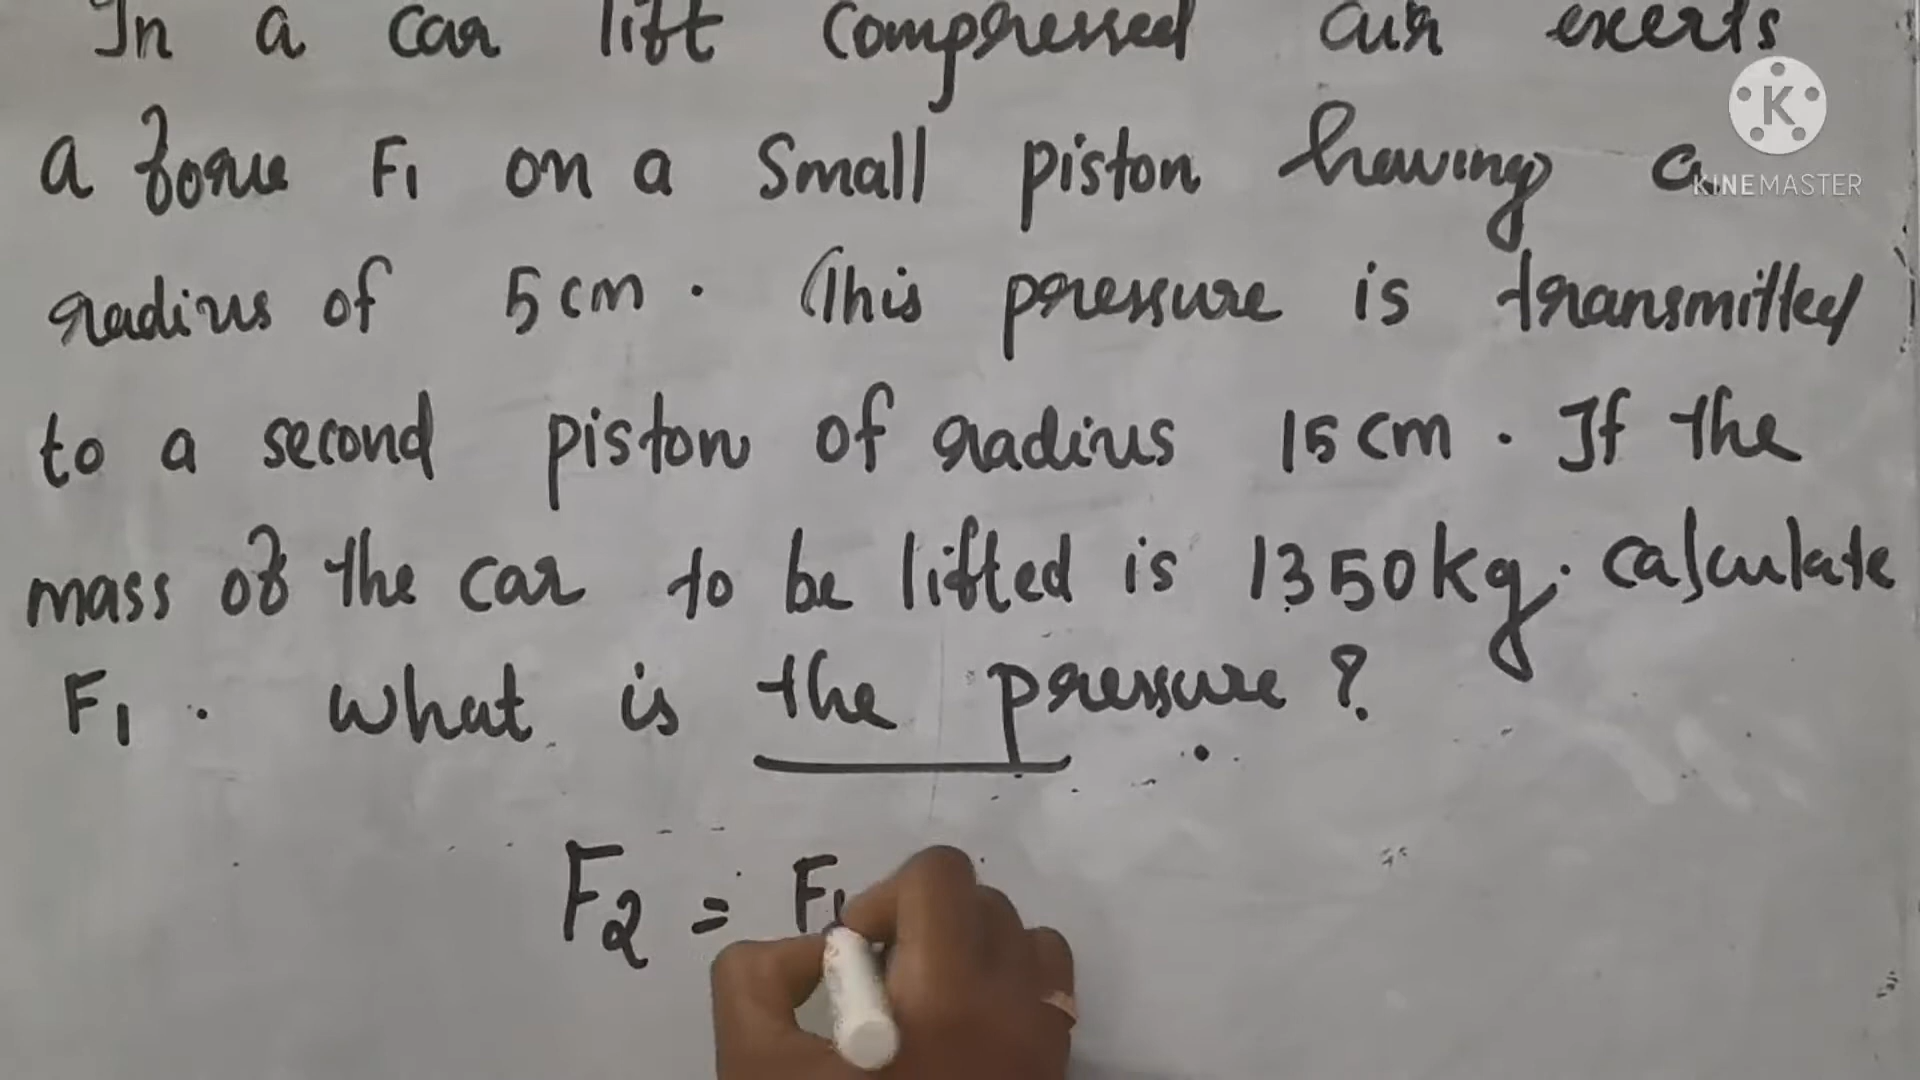 In a car lift compressed air exerts
a force F1 on a small piston having a
radius of 5cm. This pressure is transmitted
to a second piston of radius 15cm. If the
mass of the car to be lifted is 1350kg. calculate
F1. What is the pressure?
F2 = F1
K
KINEMASTER